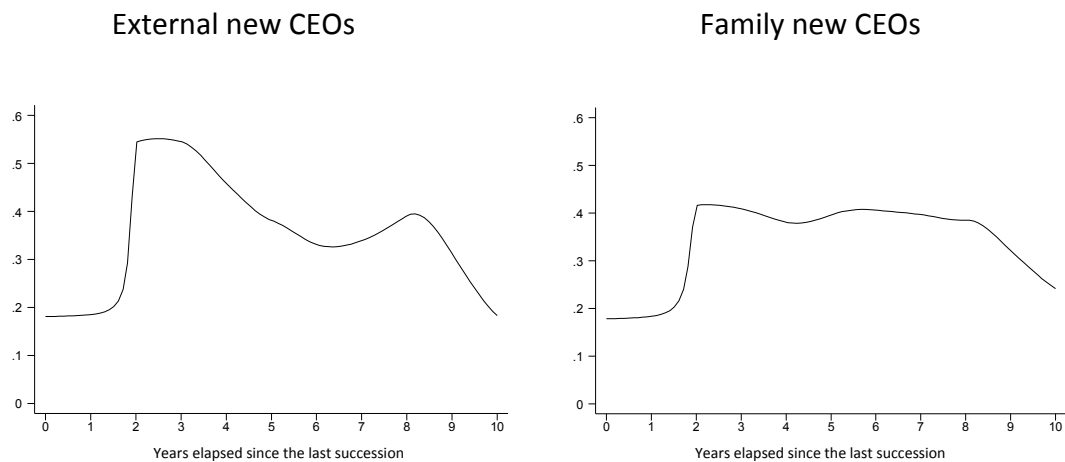 External new CEOs
Family new CEOs
.6
.5
.4
.3
.2
.1
0
0 1 2 3 4 5 6 7 8 9 10
Years elapsed since the last succession
.6
.5
.4
.3
.2
.1
0
0 1 2 3 4 5 6 7 8 9 10
Years elapsed since the last succession